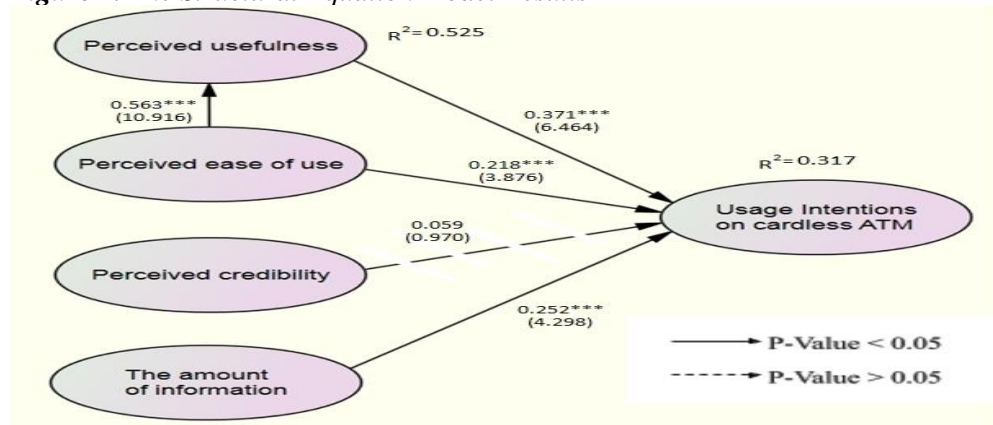 Perceived usefulness
R²=0.525
0.563***
(10.916)
0.371***
(6.464)
Perceived ease of use
0.218***
(3.876)
R²=0.317
Usage Intentions
on cardless ATM
0.059
(0.970)
Perceived credibility
0.252***
(4.298)
The amount
of information
P-Value < 0.05
P-Value > 0.05